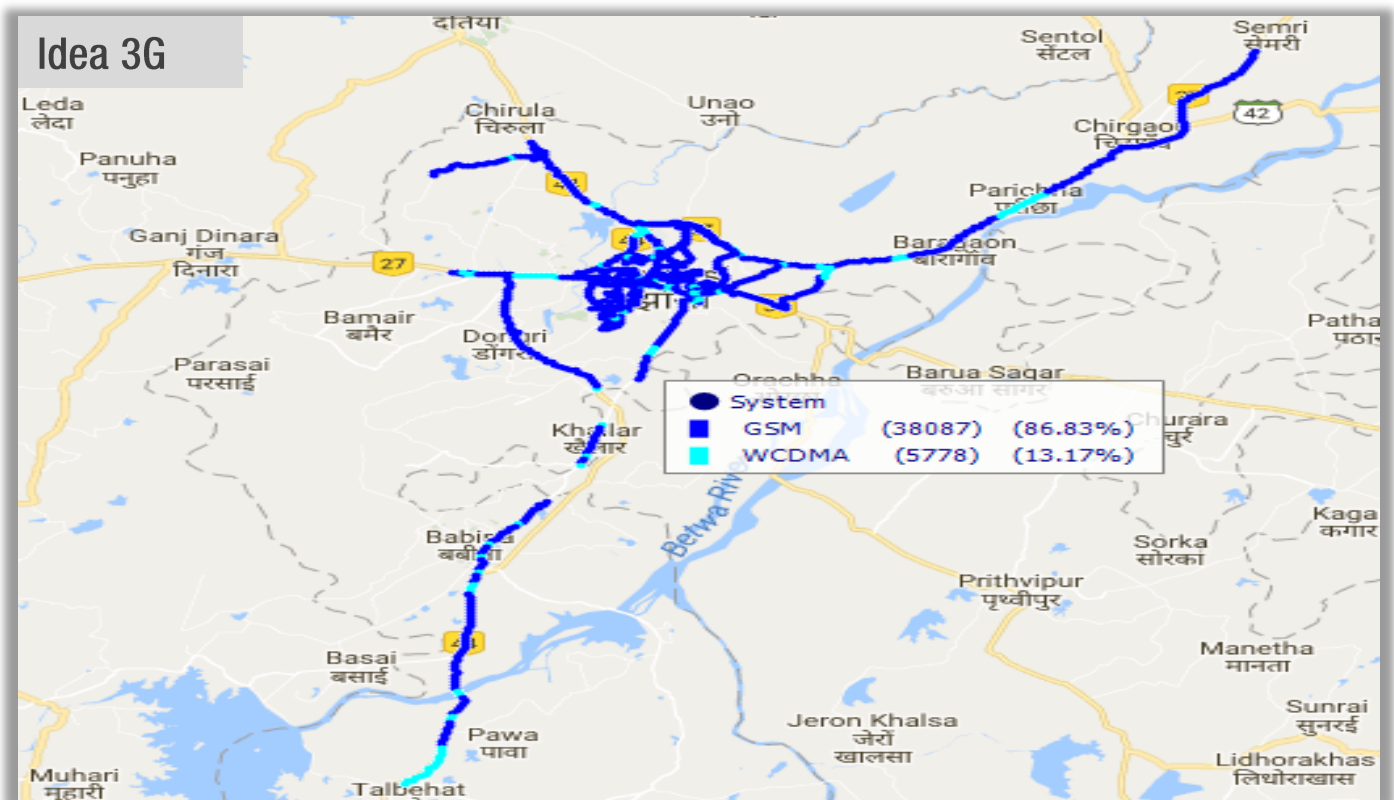 दतिया
Idea 3G
Semri
सेमरी
Sentol
सेंटल
Leda
लेदा
Chirula
चिरुला
Unao
उनो
42
Chirgaon
Panuha
पनुहा
Parichha
परीछा
Ganj Dinara
गंज
दिनारा
27
Baragaon
बारागाँव
Bamair
बमैर
Dongri
Patha
Parasai
परसाई
Orachha
Barua Sagar
बरुआ सागर
System
GSM (38087) (86.83%)
WCDMA (5778) (13.17%)
Churara
Khailar
खैलार
Betwa River
Babina
बबीना
Kaga
कगार
Sorka
सोरका
Prithvipur
पृथ्वीपुर
Basai
बसाई
Manetha
मानता
Pawa
पावा
Jeron Khalsa
जेरों
खालसा
Sunrai
सुनरई
Muhari
मुहारी
Talbehat
Lidhorakhas
लिधोराखास